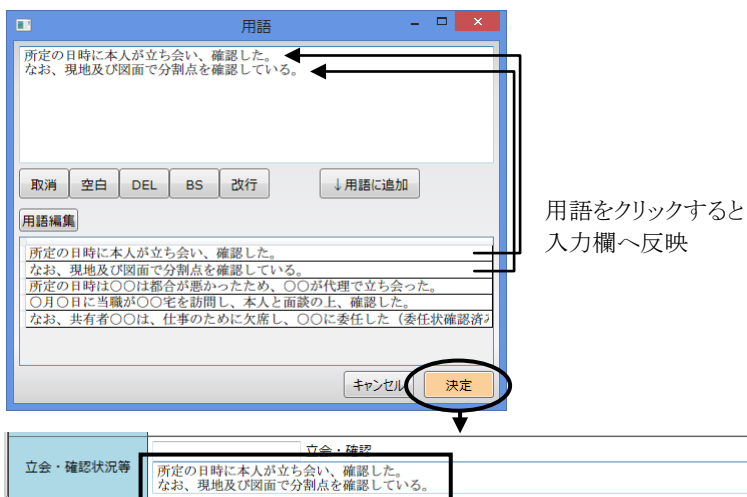 用語
所定の日時に本人が立ち会い、確認した。
なお、現地及び図面で分割点を確認している。
取消 空白 DEL BS 改行 ↓用語に追加
用語編集
所定の日時に本人が立ち会い、確認した。
なお、現地及び図面で分割点を確認している。
所定の日時は〇〇は都合が悪かったため、〇〇が代理で立ち会った。
〇月〇日に当職が〇〇宅を訪問し、本人と面談の上、確認した。
なお、共有者〇〇は、仕事のために欠席し、〇〇に委任した（委任状確認済
キャンセル 決定
用語をクリックすると
入力欄へ反映
立会・確認
立会・確認状況等
所定の日時に本人が立ち会い、確認した。
なお、現地及び図面で分割点を確認している。